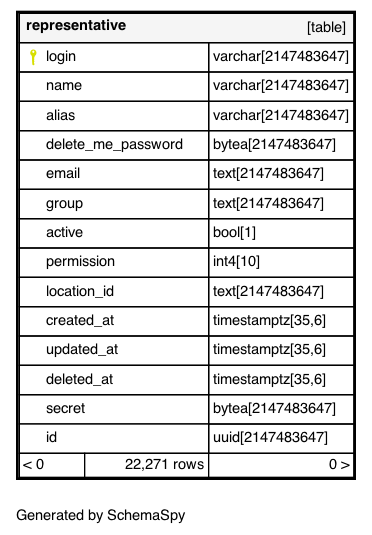 representative [table]
login varchar[2147483647]
name varchar[2147483647]
alias varchar[2147483647]
delete_me_password bytea[2147483647]
email text[2147483647]
group text[2147483647]
active bool[1]
permission int4[10]
location_id text[2147483647]
created_at timestamptz[35,6]
updated_at timestamptz[35,6]
deleted_at timestamptz[35,6]
secret bytea[2147483647]
id uuid[2147483647]
< 0 22,271 rows 0 >
Generated by SchemaSpy